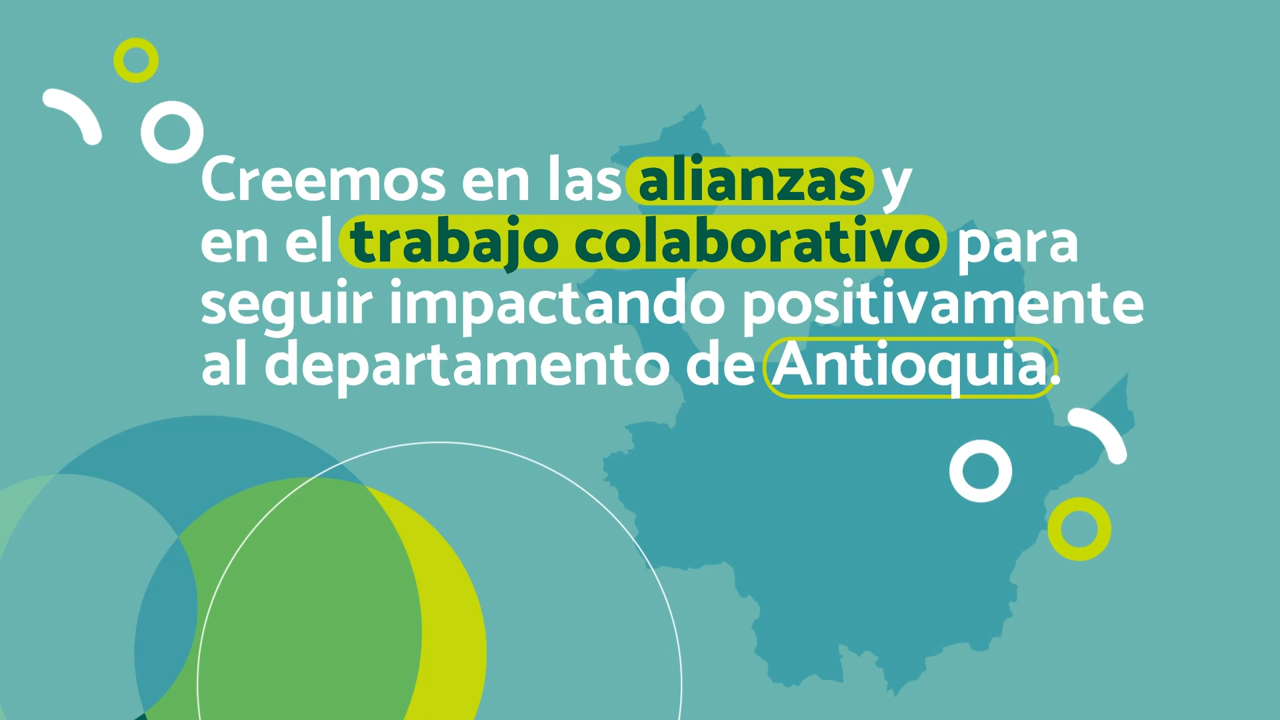 Creemos en las alianzas y
en el trabajo colaborativo para
seguir impactando positivamente
al departamento de Antioquia.